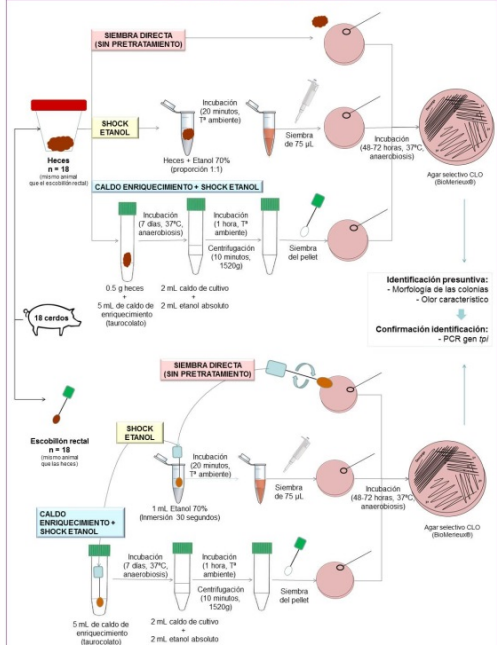 SIEMBRA DIRECTA
(SIN PRETRATAMIENTO)
Heces
n = 18
(mismo animal
que el escobillón rectal)
SHOCK
ETANOL
Incubación
(20 minutos,
Tª ambiente)
Heces + Etanol 70%
(proporción 1:1)
Siembra
de 75 µL
Incubación
(48-72 horas, 37ºC,
anaerobiosis)
Agar selectivo CLO
(BioMerieux®)
CALDO ENRIQUECIMIENTO + SHOCK ETANOL
Incubación
(7 días, 37ºC,
anaerobiosis)
Incubación
(1 hora, Tª
ambiente)
Centrifugación
(10 minutos,
1520g)
Siembra
del pellet
0.5 g heces
+
5 mL de caldo de
enriquecimiento
(taurocolato)
2 mL caldo de cultivo
+
2 mL etanol absoluto
Identificación presuntiva:
- Morfología de las colonias
- Olor característico
Confirmación identificación:
- PCR gen tpi
18 cerdos
SIEMBRA DIRECTA
(SIN PRETRATAMIENTO)
Escobillón rectal
n = 18
(mismo animal
que las heces)
SHOCK
ETANOL
Incubación
(20 minutos,
Tª ambiente)
1 mL Etanol 70%
(Inmersión 30 segundos)
Siembra
de 75 µL
Incubación
(48-72 horas, 37ºC,
anaerobiosis)
Agar selectivo CLO
(BioMerieux®)
CALDO
ENRIQUECIMIENTO +
SHOCK ETANOL
Incubación
(7 días, 37ºC,
anaerobiosis)
Incubación
(1 hora, Tª
ambiente)
Centrifugación
(10 minutos,
1520g)
Siembra
del pellet
5 mL de caldo de
enriquecimiento
(taurocolato)
2 mL caldo de cultivo
+
2 mL etanol absoluto